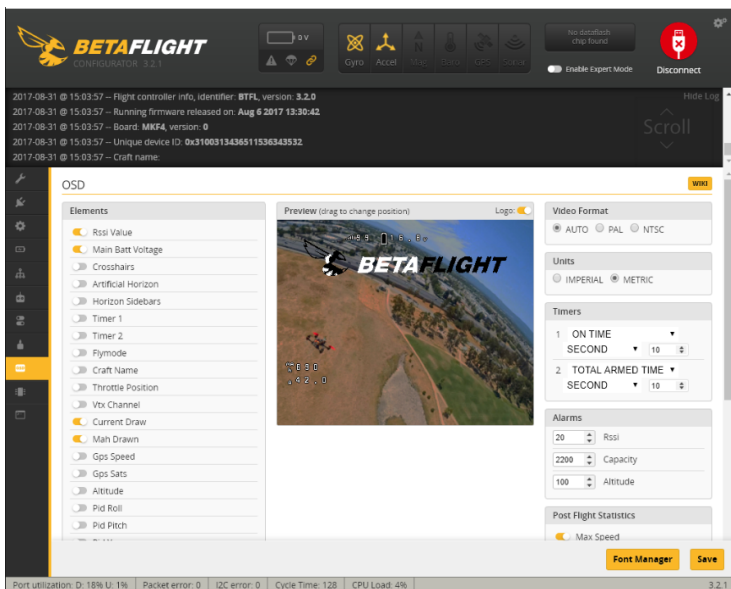 BETAFLIGHT
CONFIGURATOR 3.2.1
0 V
Gyro Accel Mag Baro GPS Sonar
No dataflash
chip found
Enable Expert Mode
Disconnect
2017-08-31 @ 15:03:57 -- Flight controller info, identifier: BTFL, version: 3.2.0
Hide Log
2017-08-31 @ 15:03:57 -- Running firmware released on: Aug 6 2017 13:30:42
2017-08-31 @ 15:03:57 -- Board: MKF4, version: 0
Scroll
2017-08-31 @ 15:03:57 -- Unique device ID: 0x3100313436511536343532
2017-08-31 @ 15:03:57 -- Craft name:
OSD
WIKI
Elements
Rssi Value
Main Batt Voltage
Crosshairs
Artificial Horizon
Horizon Sidebars
Timer 1
Timer 2
Flymode
Craft Name
Throttle Position
Vtx Channel
Current Draw
Mah Drawn
Gps Speed
Gps Sats
Altitude
Pid Roll
Pid Pitch
Preview (drag to change position)
Logo:
BETAFLIGHT
Video Format
AUTO PAL NTSC
Units
IMPERIAL METRIC
Timers
1 ON TIME
SECOND 10
2 TOTAL ARMED TIME
SECOND 10
Alarms
20 Rssi
2200 Capacity
100 Altitude
Post Flight Statistics
Max Speed
Font Manager Save
Port utilization: D: 18% U: 1% Packet error: 0 I2C error: 0 Cycle Time: 128 CPU Load: 4% 3.2.1